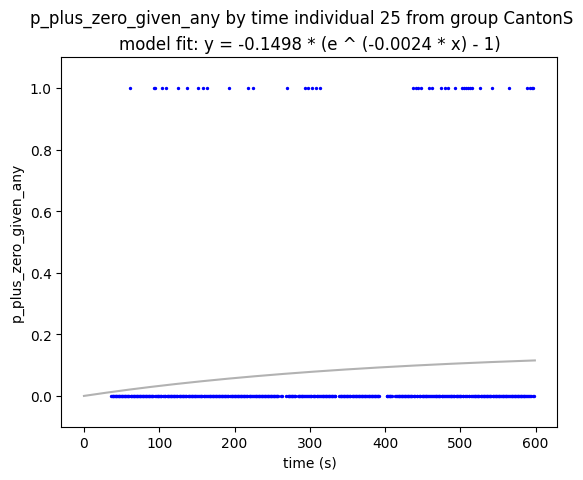 p_plus_zero_given_any by time individual 25 from group CantonS
model fit: y = -0.1498 * (e ^ (-0.0024 * x) - 1)
1.0
0.8
0.6
0.4
0.2
0.0
p_plus_zero_given_any
0 100 200 300 400 500 600
time (s)